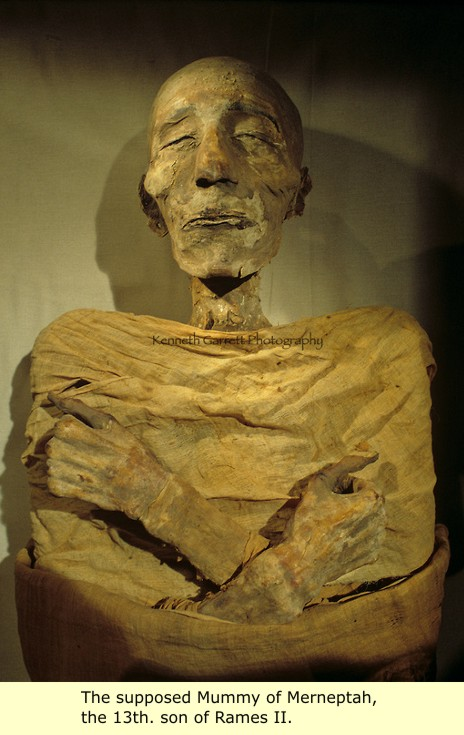 Kenneth Garrett Photography
The supposed Mummy of Merneptah,
the 13th. son of Rames II.